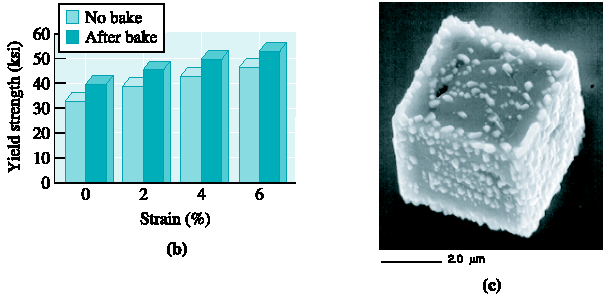 No bake
After bake
Yield strength (ksi)
60
50
40
30
20
10
0
0 2 4 6
Strain (%)
(b)
2.0 μm
(c)